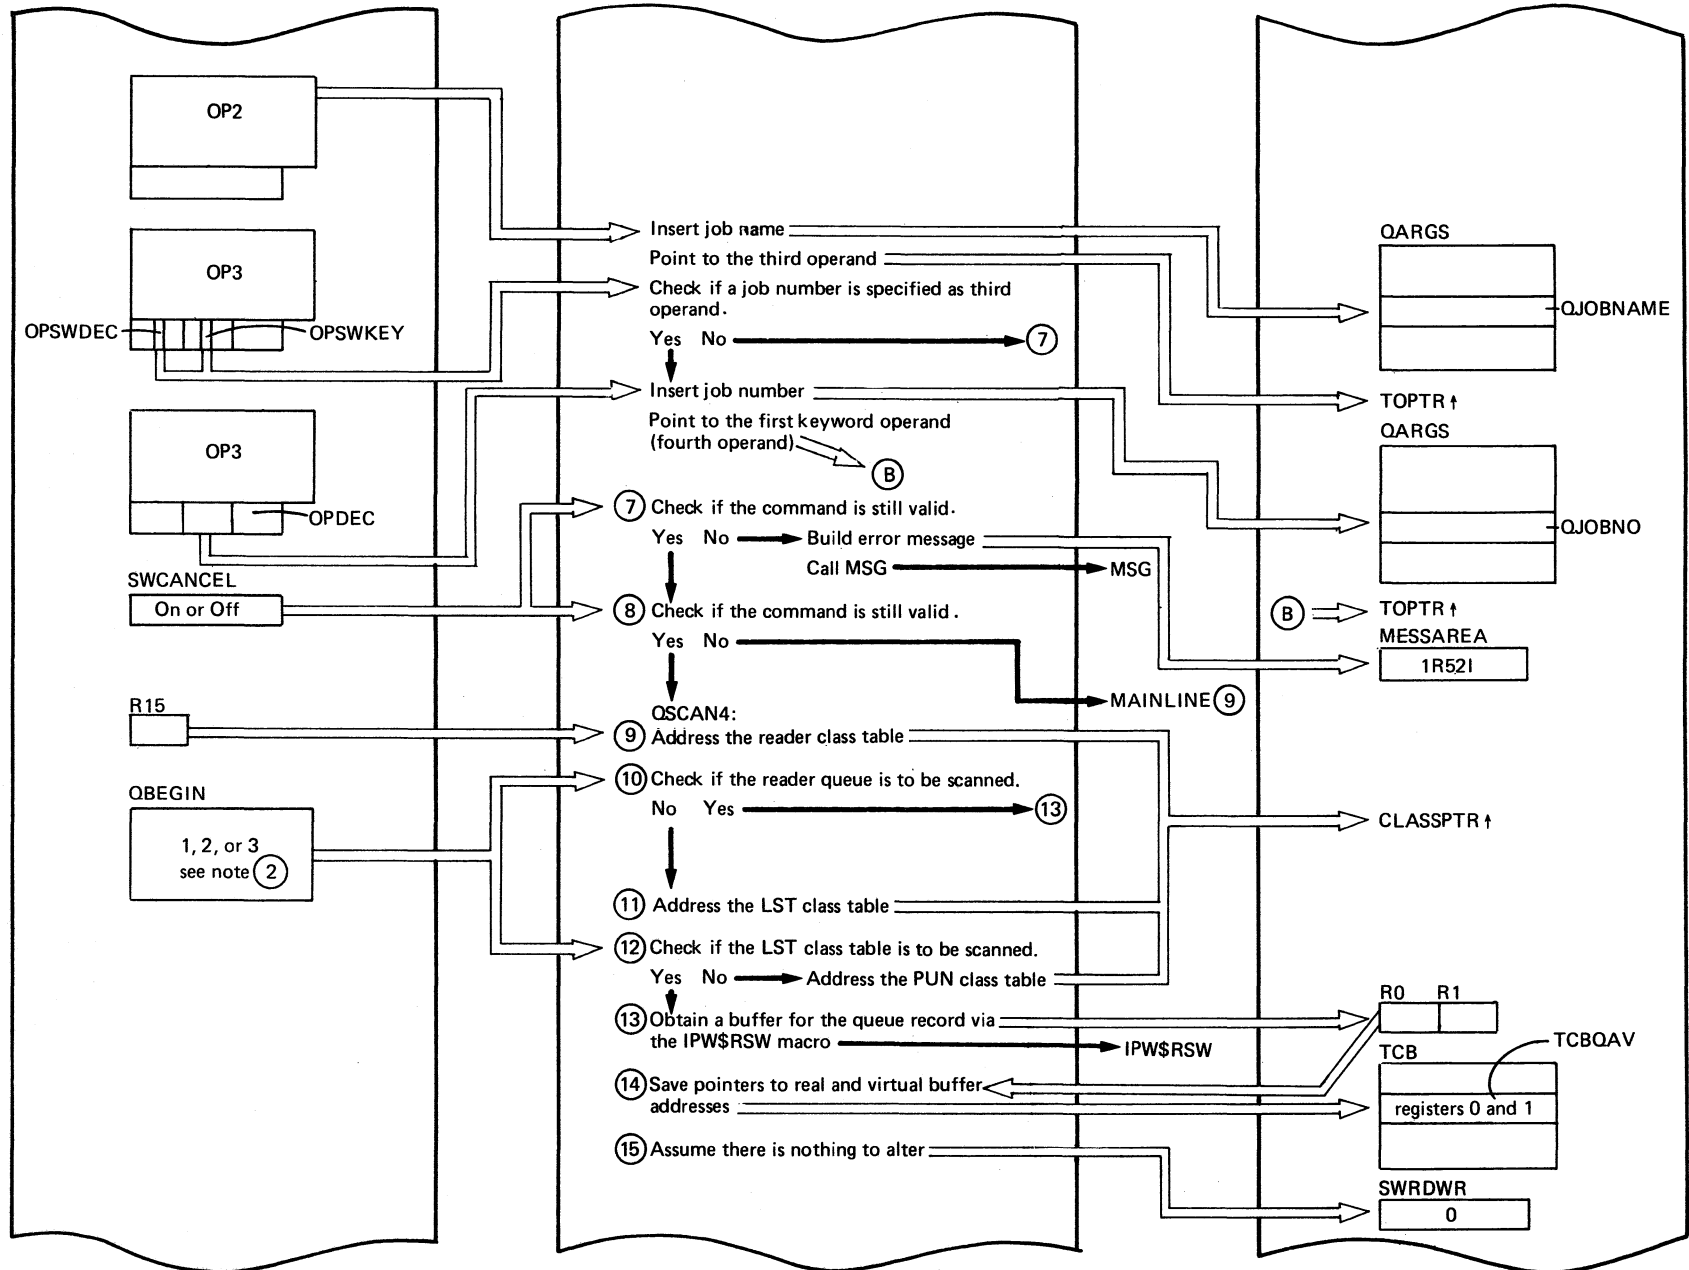 OP2
OP3
OPSWDEC
OPSWKEY
OP3
OPDEC
SWCANCEL
On or Off
R15
QBEGIN
1, 2, or 3
see note 2
Insert job name
Point to the third operand
Check if a job number is specified as third
operand.
Yes No 7
Insert job number
Point to the first keyword operand
(fourth operand)
B
7 Check if the command is still valid.
Yes No Build error message
Call MSG MSG
8 Check if the command is still valid .
Yes No
MAINLINE 9
QSCAN4:
9 Address the reader class table
10 Check if the reader queue is to be scanned.
No Yes 13
11 Address the LST class table
12 Check if the LST class table is to be scanned.
Yes No Address the PUN class table
13 Obtain a buffer for the queue record via
the IPW$RSW macro IPW$RSW
14 Save pointers to real and virtual buffer
addresses
15 Assume there is nothing to alter
QARGS
QJOBNAME
TOPTR
QARGS
QJOBNO
B TOPTR
MESSAREA
1R52I
CLASSPTR
R0 R1
TCB
TCBQAV
registers 0 and 1
SWRDWR
0